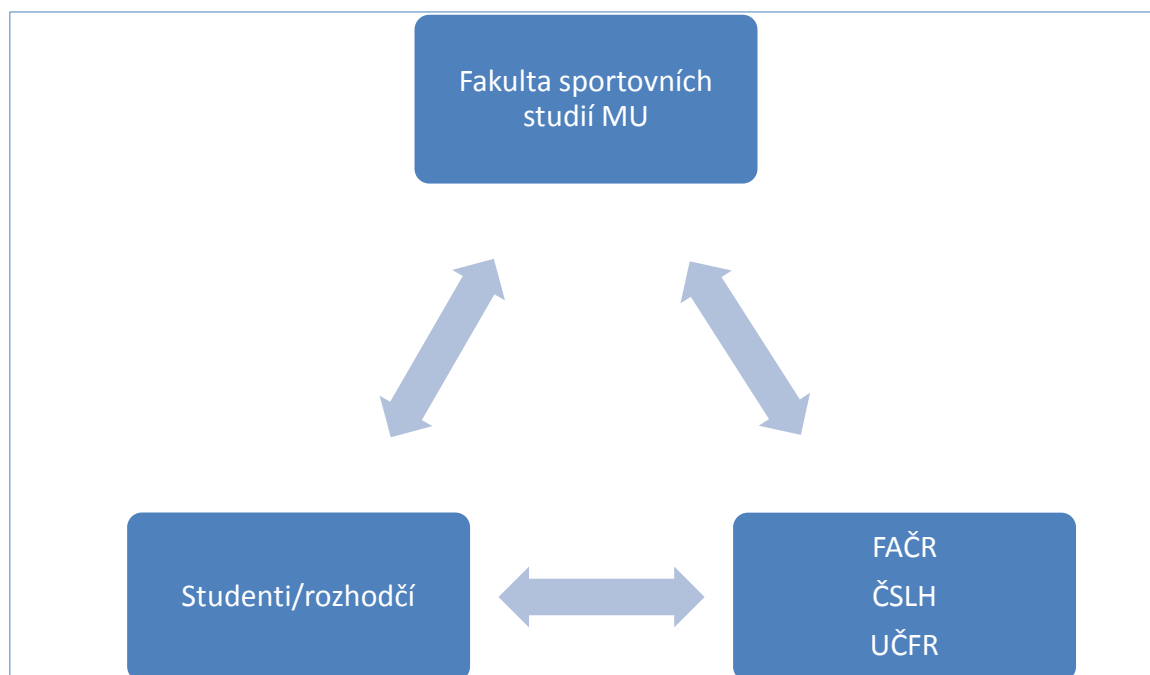 Fakulta sportovních
studií MU
Studenti/rozhodčí
FAČR
ČSLH
UČFR